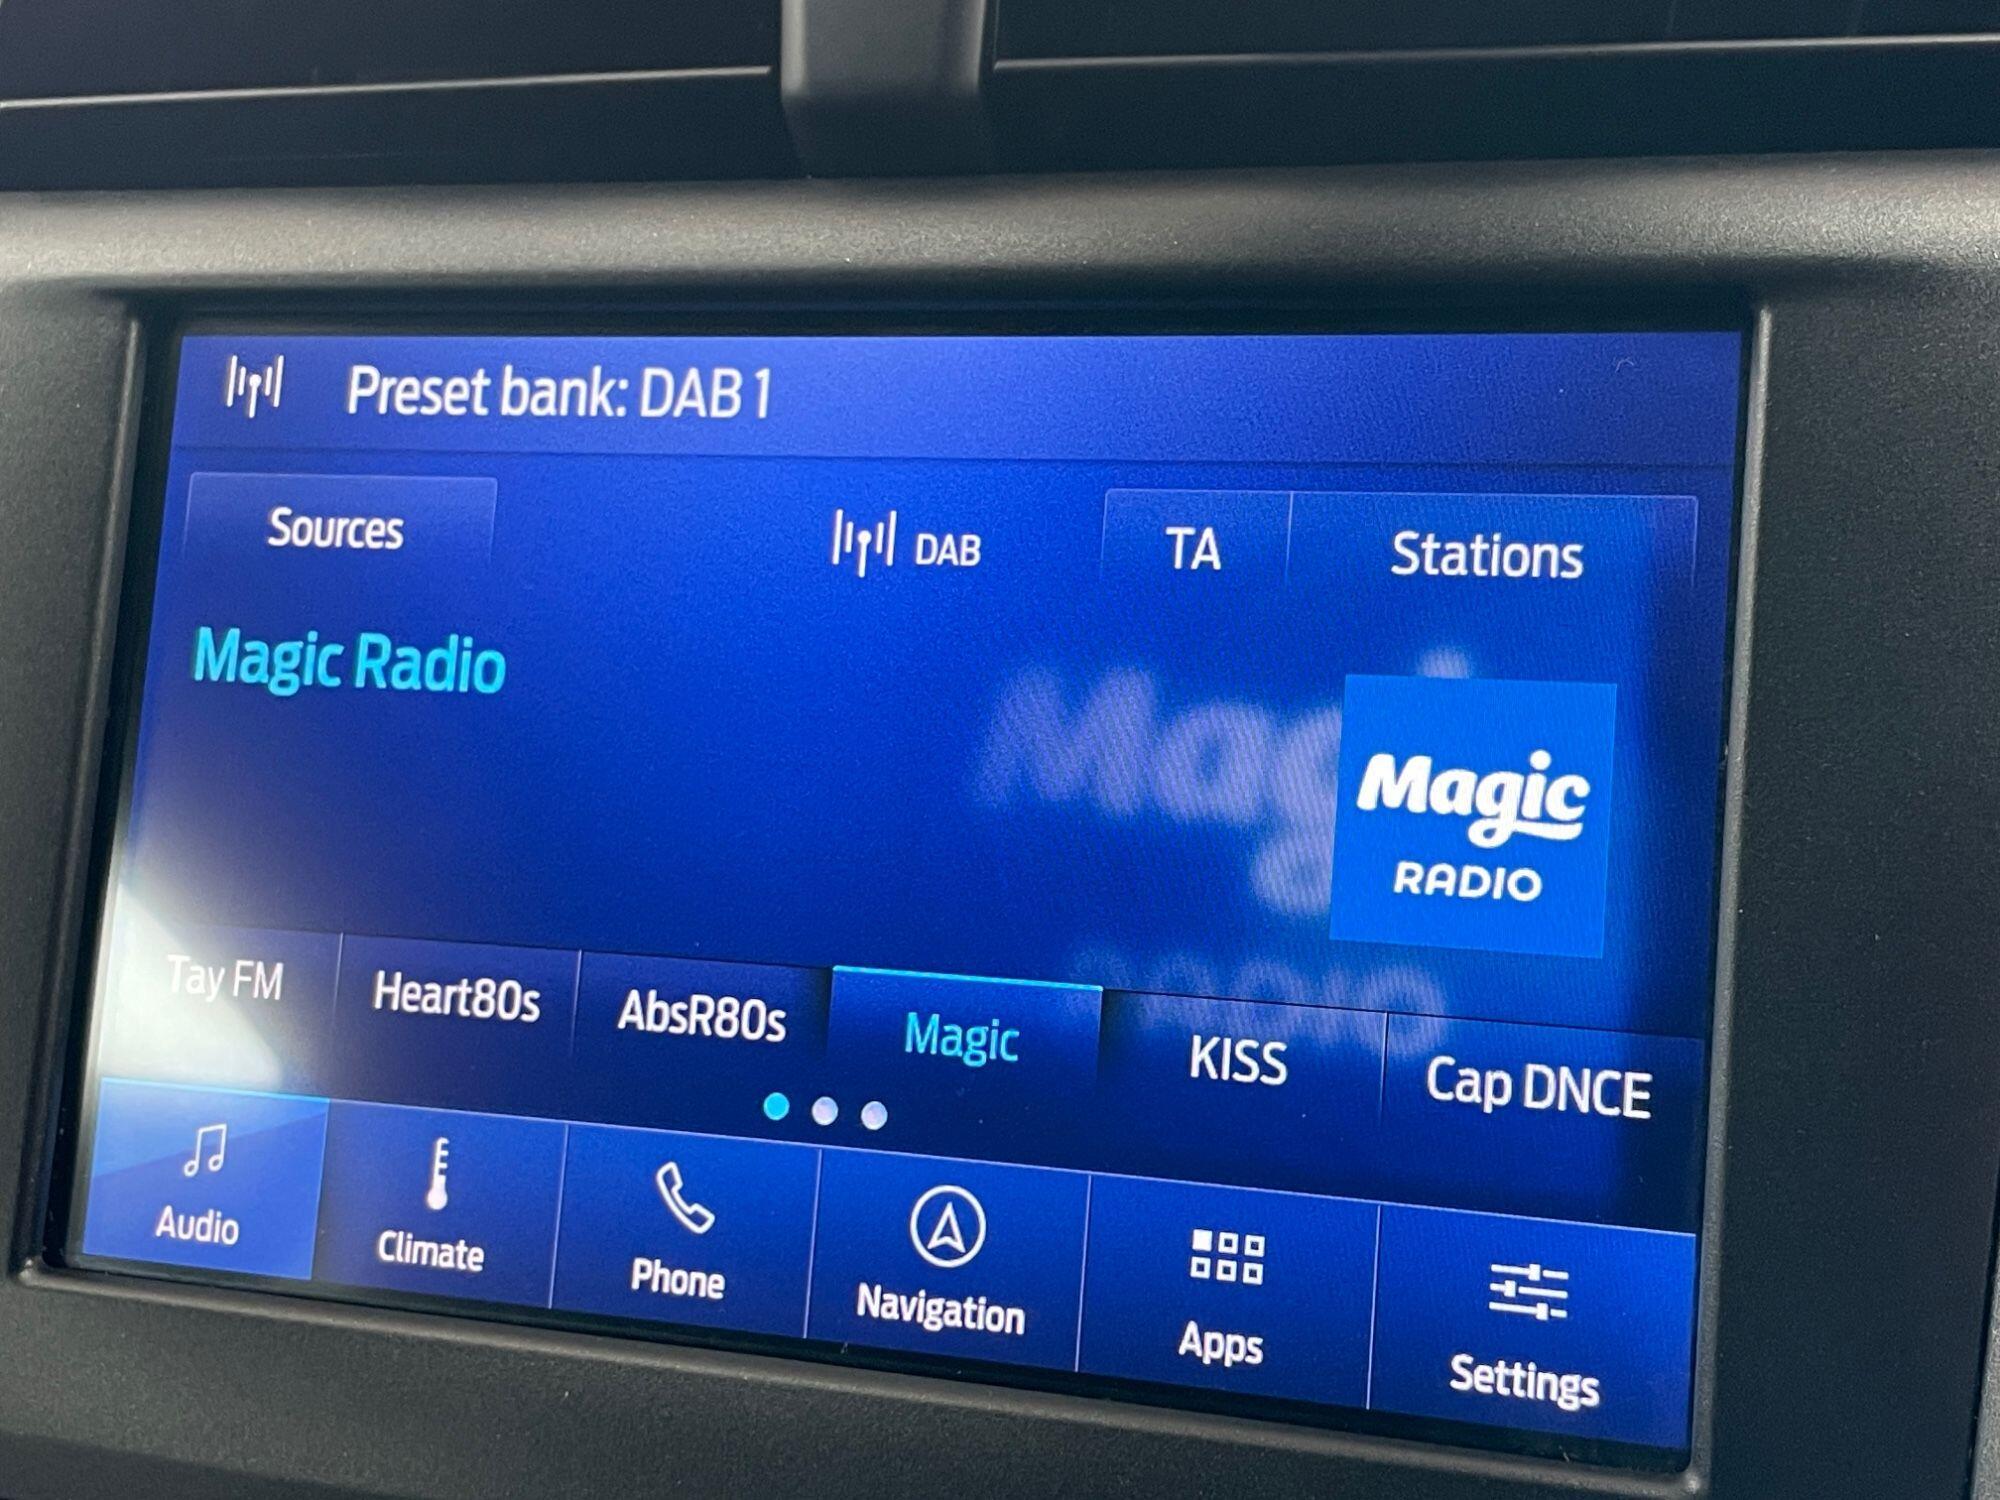 Preset bank: DAB 1
Sources
DAB
TA
Stations
Magic Radio
Magic
RADIO
Tay FM
Heart80s
AbsR80s
Magic
KISS
Cap DNCE
Audio
Climate
Phone
Navigation
Apps
Settings